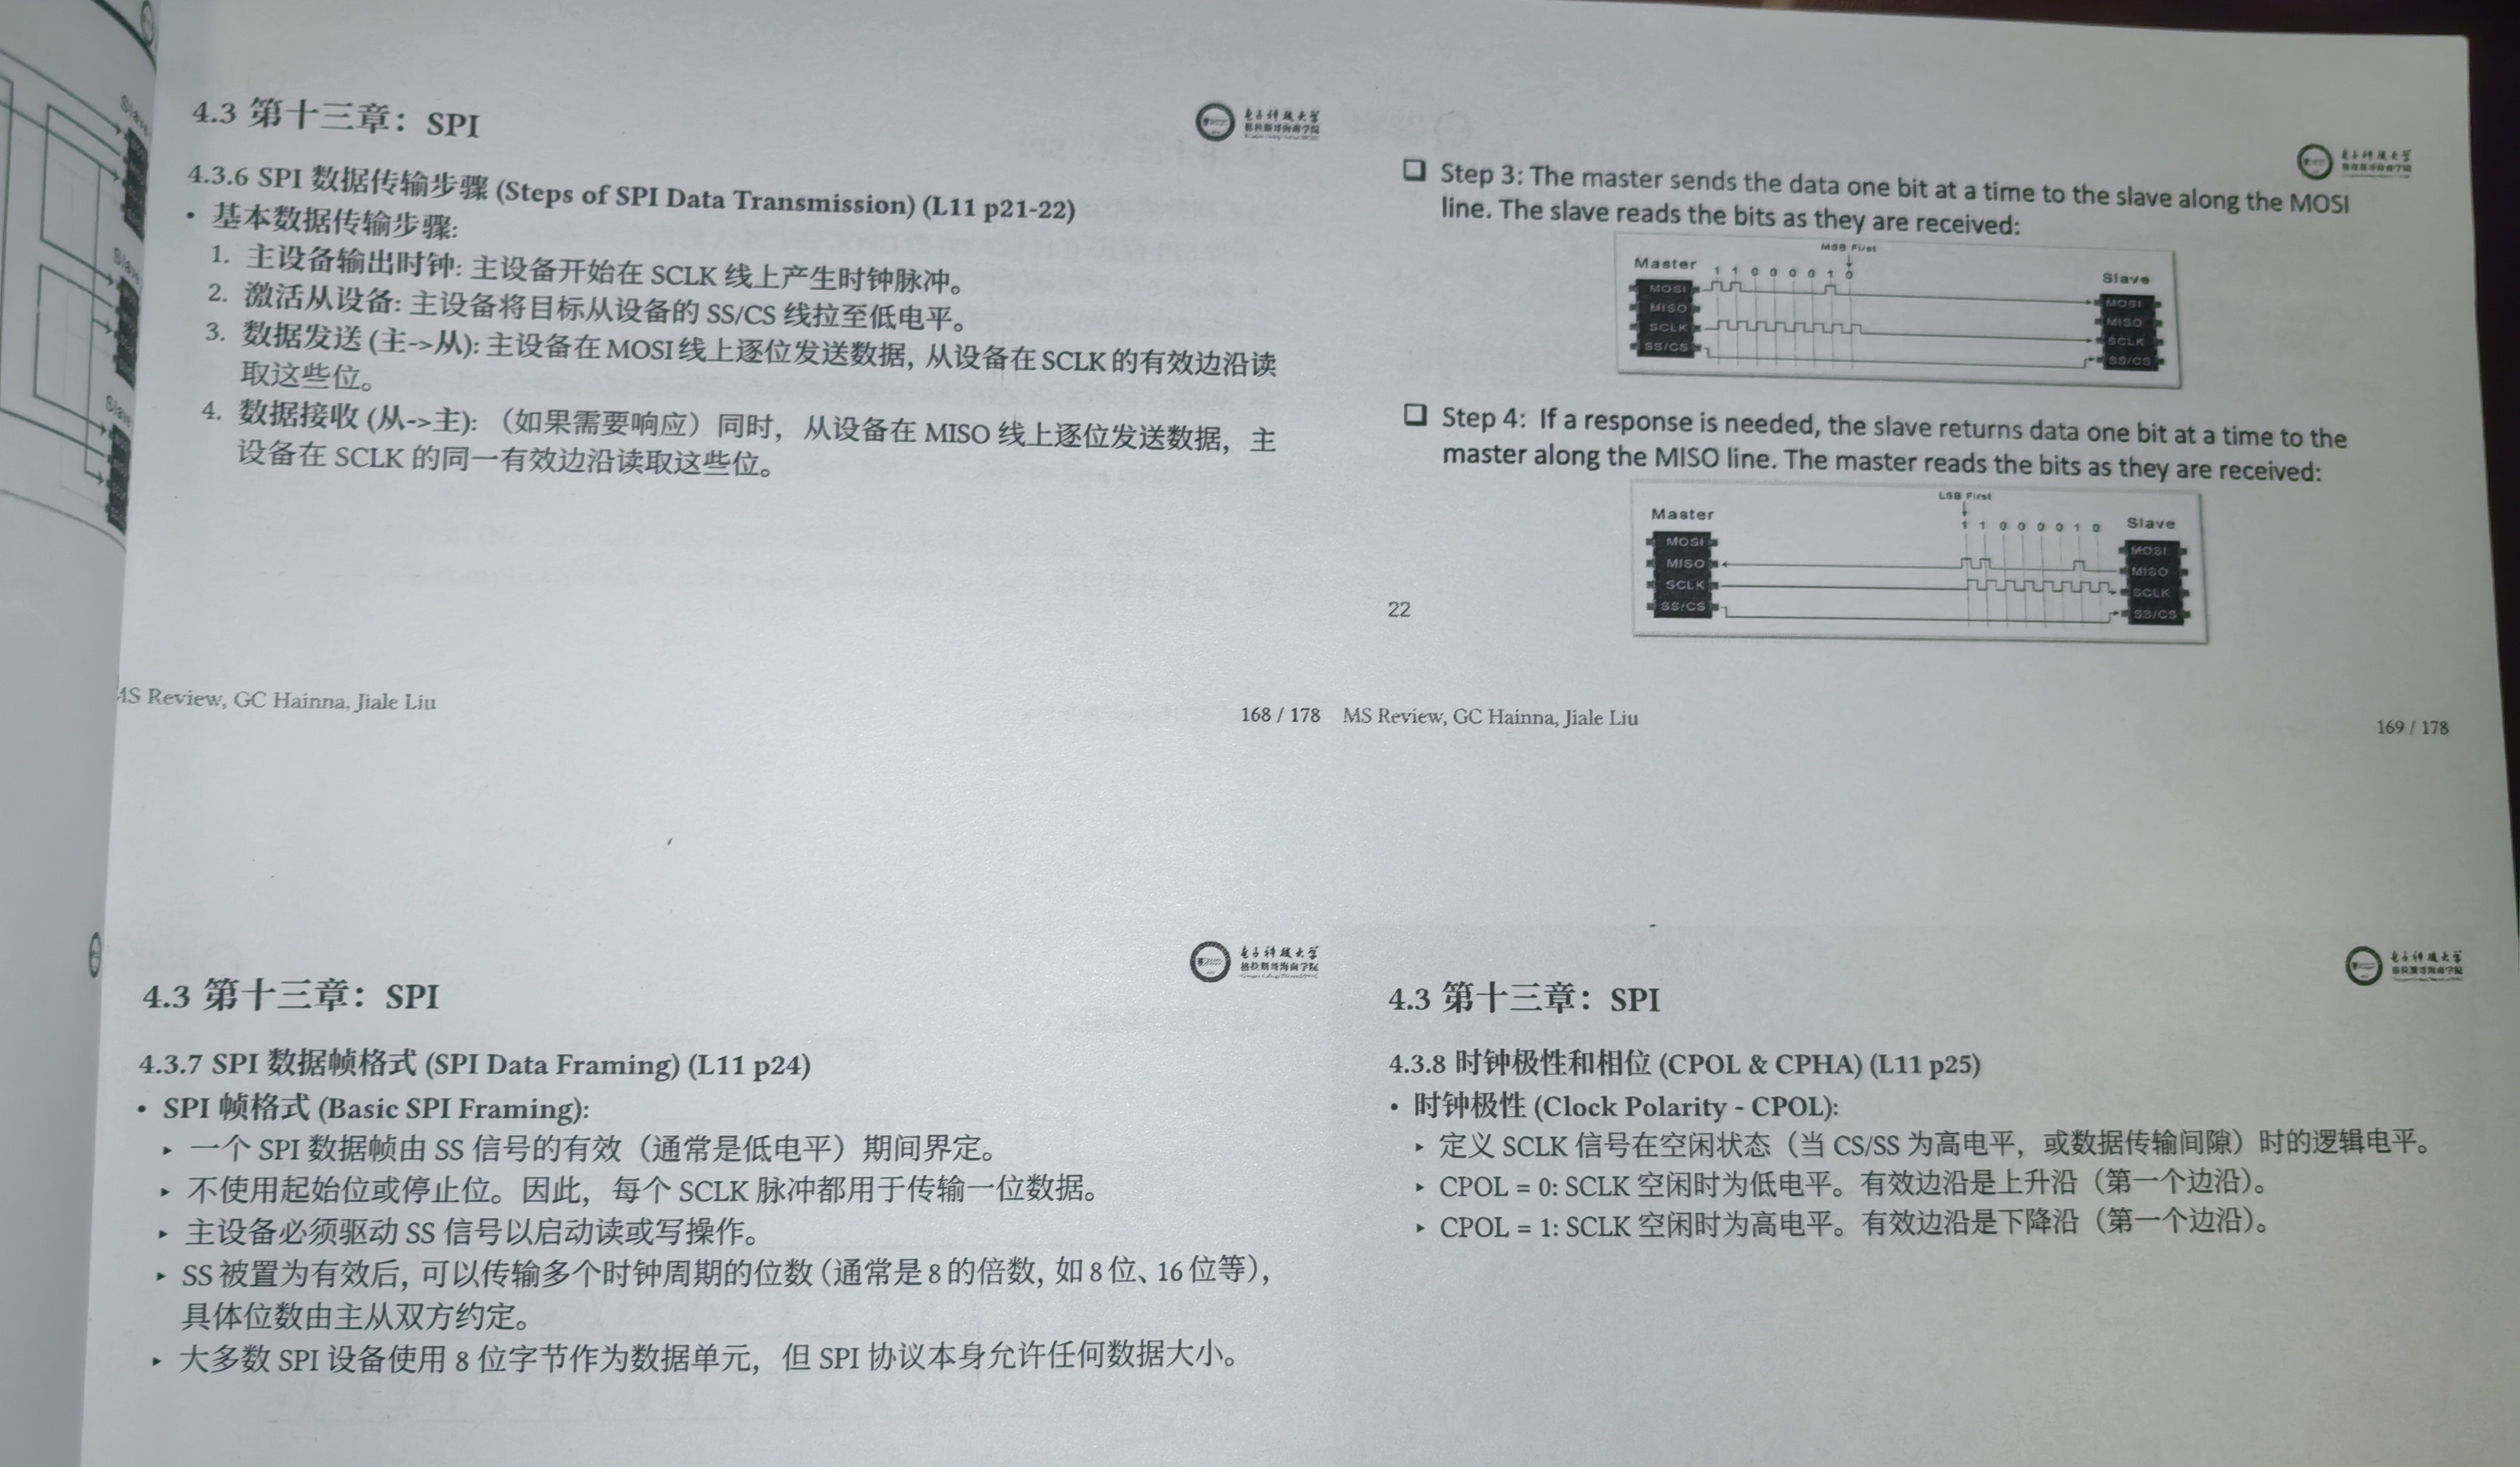 4.3 第十三章：SPI
电子科技大学
格拉斯哥海南学院
4.3.6 SPI 数据传输步骤 (Steps of SPI Data Transmission) (L11 p21-22)
• 基本数据传输步骤:
1. 主设备输出时钟: 主设备开始在 SCLK 线上产生时钟脉冲。
2. 激活从设备: 主设备将目标从设备的 SS/CS 线拉至低电平。
3. 数据发送 (主->从): 主设备在 MOSI 线上逐位发送数据, 从设备在 SCLK 的有效边沿读
取这些位。
4. 数据接收 (从->主): （如果需要响应）同时，从设备在 MISO 线上逐位发送数据，主
设备在 SCLK 的同一有效边沿读取这些位。
MS Review, GC Hainna, Jiale Liu
168 / 178
电子科技大学
格拉斯哥海南学院
Step 3: The master sends the data one bit at a time to the slave along the MOSI
line. The slave reads the bits as they are received:
MSB First
Master
1 1 0 0 0 0 1 0
Slave
MOSI
MISO
SCLK
SS/CS
MOSI
MISO
SCLK
SS/CS
Step 4: If a response is needed, the slave returns data one bit at a time to the
master along the MISO line. The master reads the bits as they are received:
LSB First
Master
1 1 0 0 0 0 1 0
Slave
MOSI
MISO
SCLK
SS/CS
MOSI
MISO
SCLK
SS/CS
22
MS Review, GC Hainna, Jiale Liu
169 / 178
4.3 第十三章：SPI
电子科技大学
格拉斯哥海南学院
4.3.7 SPI 数据帧格式 (SPI Data Framing) (L11 p24)
• SPI 帧格式 (Basic SPI Framing):
‣ 一个 SPI 数据帧由 SS 信号的有效（通常是低电平）期间界定。
‣ 不使用起始位或停止位。因此，每个 SCLK 脉冲都用于传输一位数据。
‣ 主设备必须驱动 SS 信号以启动读或写操作。
‣ SS 被置为有效后, 可以传输多个时钟周期的位数 (通常是 8 的倍数, 如 8 位、16 位等)，
具体位数由主从双方约定。
‣ 大多数 SPI 设备使用 8 位字节作为数据单元，但 SPI 协议本身允许任何数据大小。
4.3 第十三章：SPI
电子科技大学
格拉斯哥海南学院
4.3.8 时钟极性和相位 (CPOL & CPHA) (L11 p25)
• 时钟极性 (Clock Polarity - CPOL):
‣ 定义 SCLK 信号在空闲状态（当 CS/SS 为高电平，或数据传输间隙）时的逻辑电平。
‣ CPOL = 0: SCLK 空闲时为低电平。有效边沿是上升沿（第一个边沿）。
‣ CPOL = 1: SCLK 空闲时为高电平。有效边沿是下降沿（第一个边沿）。